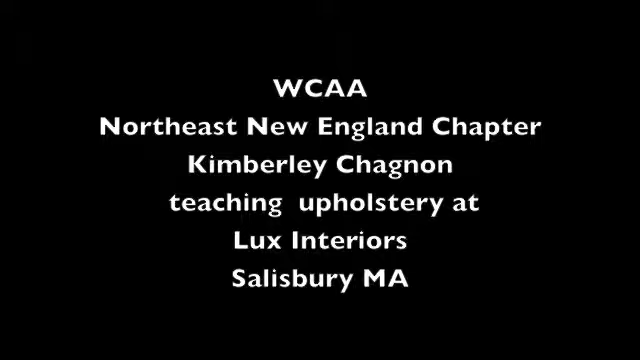 WCAA
Northeast New England Chapter
Kimberley Chagnon
teaching  upholstery at
Lux Interiors
Salisbury MA